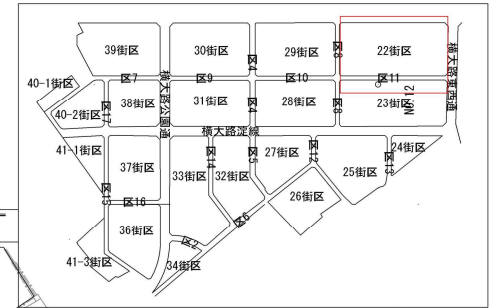 39街区
30街区
29街区
22街区
区8
区4
横大路東西通
40-1街区
区7
区9
区10
区11
横大路公園通
40-2街区
38街区
31街区
区4
28街区
区8
23街区
NO.12
区17
横大路淀線
41-1街区
24街区
37街区
33街区
区14
32街区
区5
27街区
区12
25街区
区13
区15
区16
26街区
36街区
区6
区2
41-3街区
34街区